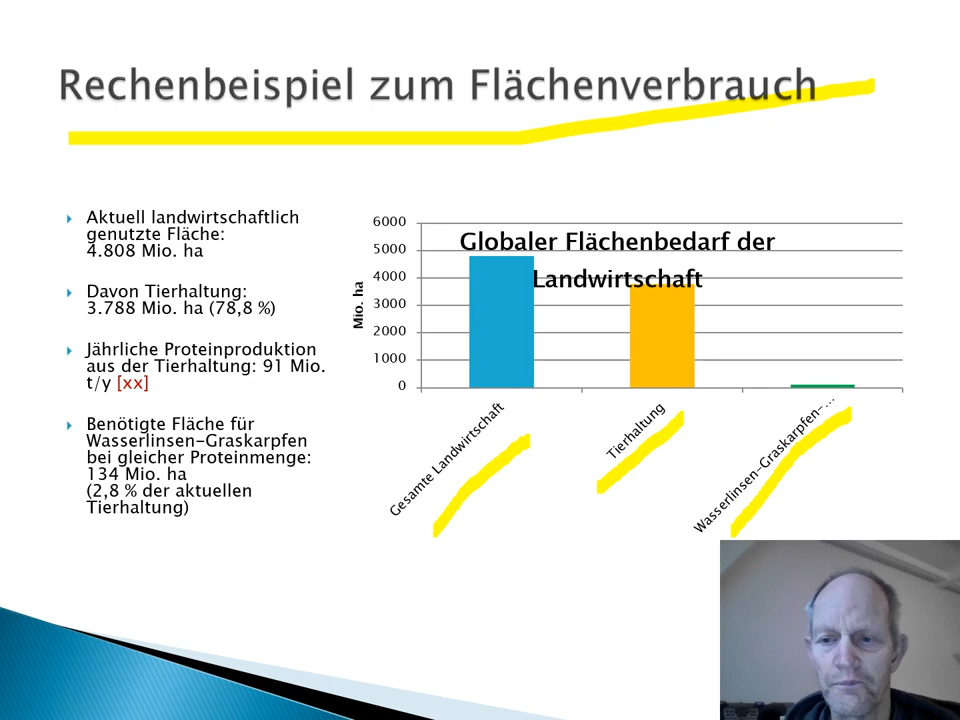 Rechenbeispiel zum Flächenverbrauch
Aktuell landwirtschaftlich
genutzte Fläche:
4.808 Mio. ha
Davon Tierhaltung:
3.788 Mio. ha (78,8 %)
Jährliche Proteinproduktion
aus der Tierhaltung: 91 Mio.
t/y [xx]
Benötigte Fläche für
Wasserlinsen-Graskarpfen
bei gleicher Proteinmenge:
134 Mio. ha
(2,8 % der aktuellen
Tierhaltung)
Globaler Flächenbedarf der
Landwirtschaft
Mio. ha
6000
5000
4000
3000
2000
1000
0
Gesamte Landwirtschaft
Tierhaltung
Wasserlinsen-Graskarpfen-...